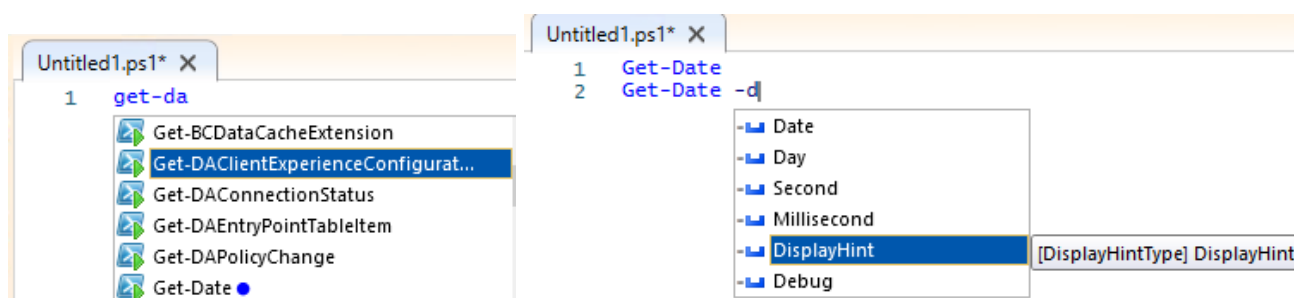 Untitled1.ps1*
1 get-da
Get-BCDataCacheExtension
Get-DAClientExperienceConfigurat...
Get-DAConnectionStatus
Get-DAEntryPointTableItem
Get-DAPolicyChange
Get-Date
Untitled1.ps1*
1 Get-Date
2 Get-Date -d
Date
Day
Second
Millisecond
DisplayHint
[DisplayHintType] DisplayHint
Debug